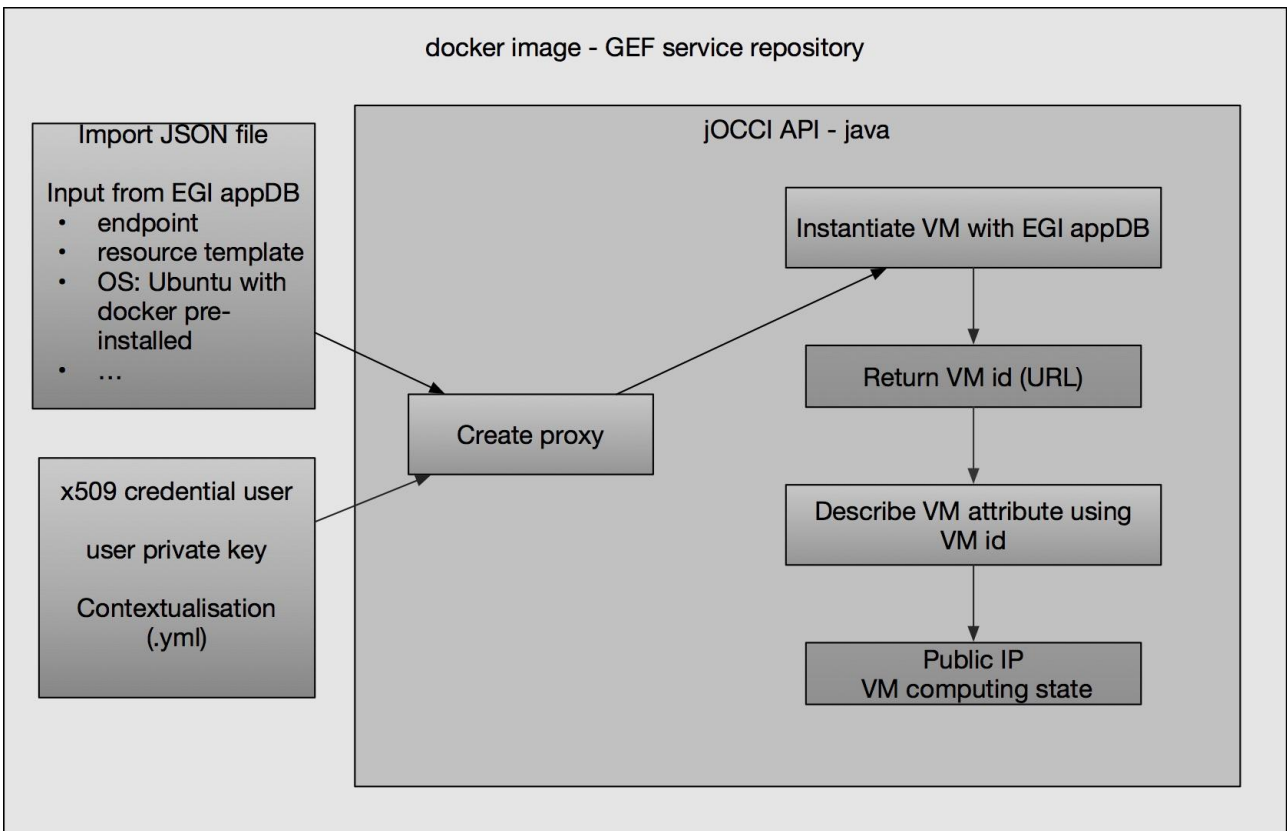 docker image - GEF service repository
Import JSON file
Input from EGI appDB
• endpoint
• resource template
• OS: Ubuntu with
docker pre-
installed
• …
x509 credential user
user private key
Contextualisation
(.yml)
jOCCI API - java
Create proxy
Instantiate VM with EGI appDB
Return VM id (URL)
Describe VM attribute using
VM id
Public IP
VM computing state